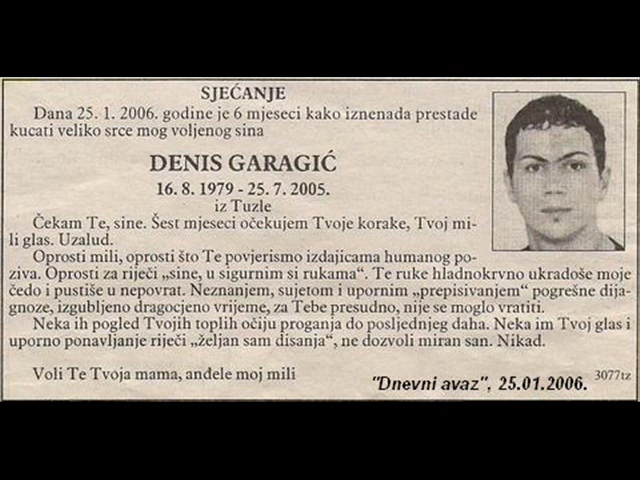 SJEĆANJE
Dana 25. 1. 2006. godine je 6 mjeseci kako iznenada prestade
kucati veliko srce mog voljenog sina
DENIS GARAGIĆ
16. 8. 1979 - 25. 7. 2005.
iz Tuzle
Čekam Te, sine. Šest mjeseci očekujem Tvoje korake, Tvoj mi-
li glas. Uzalud.
Oprosti mili, oprosti što Te povjerismo izdajicama humanog po-
ziva. Oprosti za riječi „sine, u sigurnim si rukama“. Te ruke hladnokrvno ukradoše moje
čedo i pustiše u nepovrat. Neznanjem, sujetom i upornim „prepisivanjem“ pogrešne dija-
gnoze, izgubljeno dragocjeno vrijeme, za Tebe presudno, nije se moglo vratiti.
Neka ih pogled Tvojih toplih očiju proganja do posljednjeg daha. Neka im Tvoj glas i
uporno ponavljanje riječi „željan sam disanja“, ne dozvoli miran san. Nikad.
Voli Te Tvoja mama, anđele moj mili
"Dnevni avaz", 25.01.2006.
3077tz